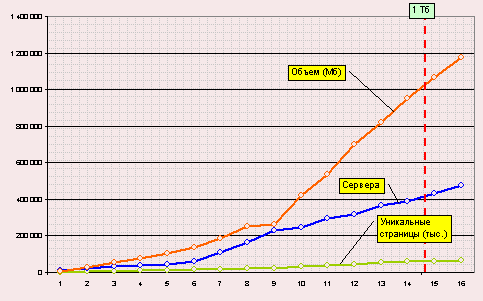 1 Тб
1 400 000
1 200 000
1 000 000
800 000
600 000
400 000
200 000
0
Объем (Мб)
Сервера
Уникальные
страницы (тыс.)
1 2 3 4 5 6 7 8 9 10 11 12 13 14 15 16